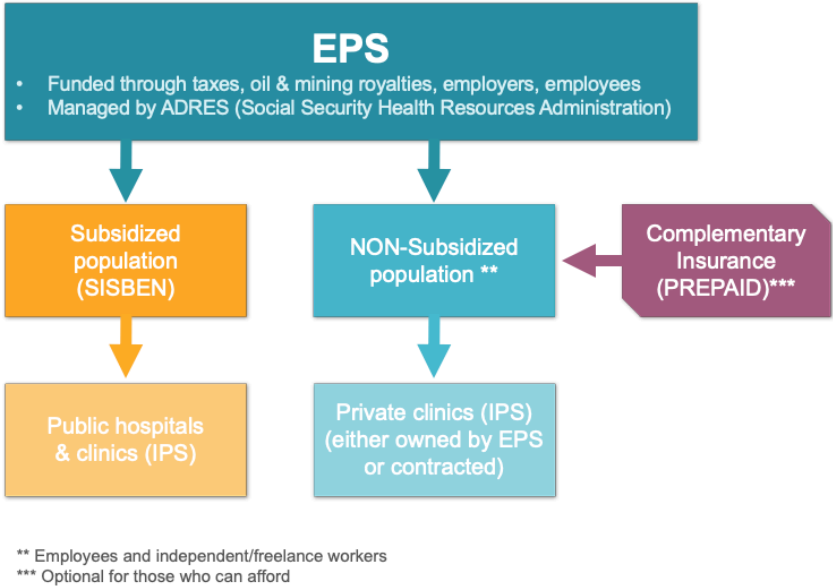 EPS
• Funded through taxes, oil & mining royalties, employers, employees
• Managed by ADRES (Social Security Health Resources Administration)
Subsidized
population
(SISBEN)
NON-Subsidized
population **
Complementary
Insurance
(PREPAID)***
Public hospitals
& clinics (IPS)
Private clinics (IPS)
(either owned by EPS
or contracted)
** Employees and independent/freelance workers
*** Optional for those who can afford